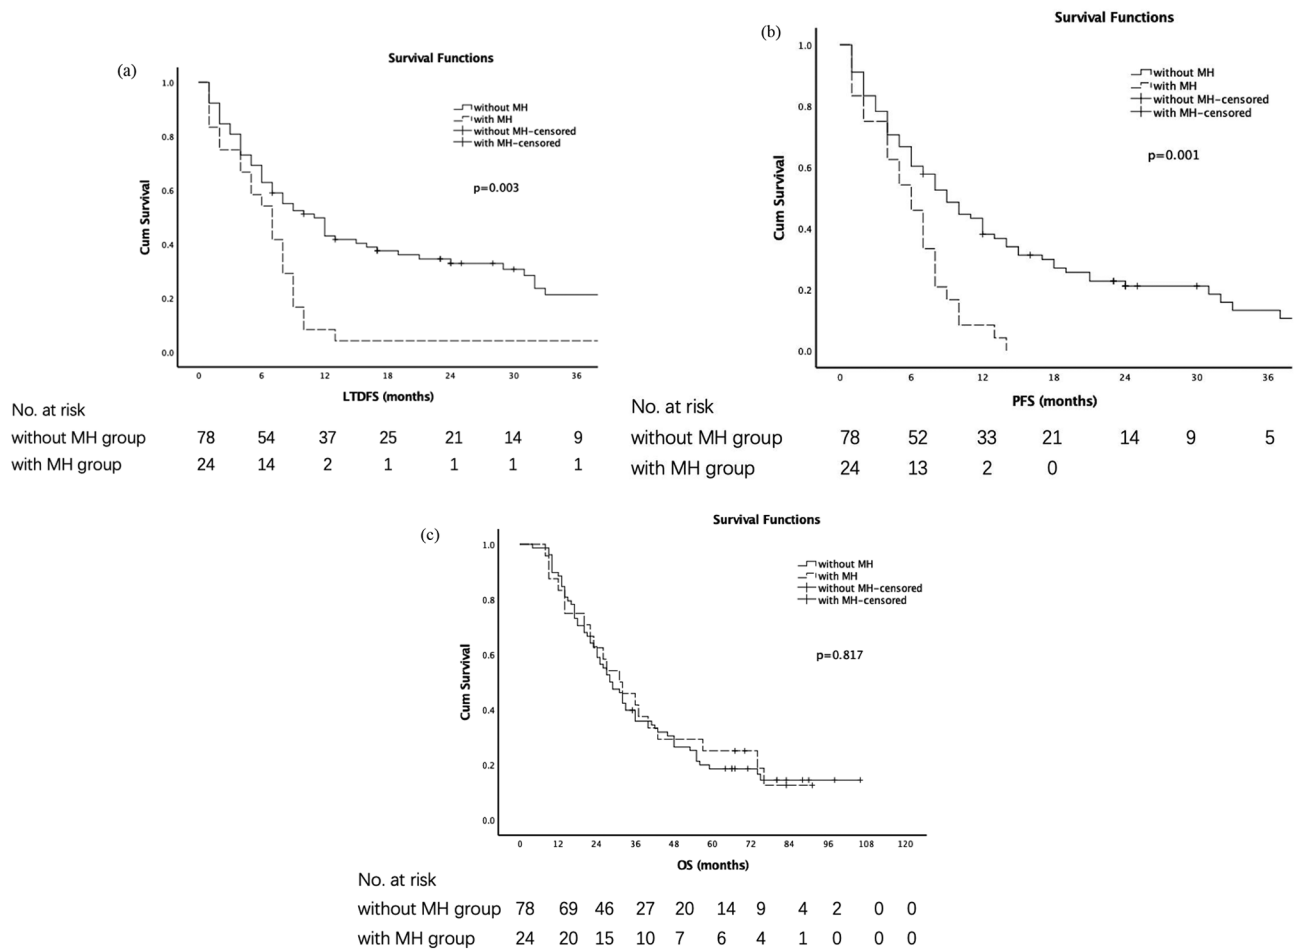 (a)
Survival Functions
without MH
with MH
without MH-censored
with MH-censored
p=0.003
Cum Survival
1.0
0.8
0.6
0.4
0.2
0.0
0 6 12 18 24 30 36
LTDFS (months)
No. at risk
without MH group 78 54 37 25 21 14 9
with MH group 24 14 2 1 1 1 1
(b)
Survival Functions
without MH
with MH
without MH-censored
with MH-censored
p=0.001
Cum Survival
1.0
0.8
0.6
0.4
0.2
0.0
0 6 12 18 24 30 36
PFS (months)
No. at risk
without MH group 78 52 33 21 14 9 5
with MH group 24 13 2 0
(c)
Survival Functions
without MH
with MH
without MH-censored
with MH-censored
p=0.817
Cum Survival
1.0
0.8
0.6
0.4
0.2
0.0
0 12 24 36 48 60 72 84 96 108 120
OS (months)
No. at risk
without MH group 78 69 46 27 20 14 9 4 2 0 0
with MH group 24 20 15 10 7 6 4 1 0 0 0